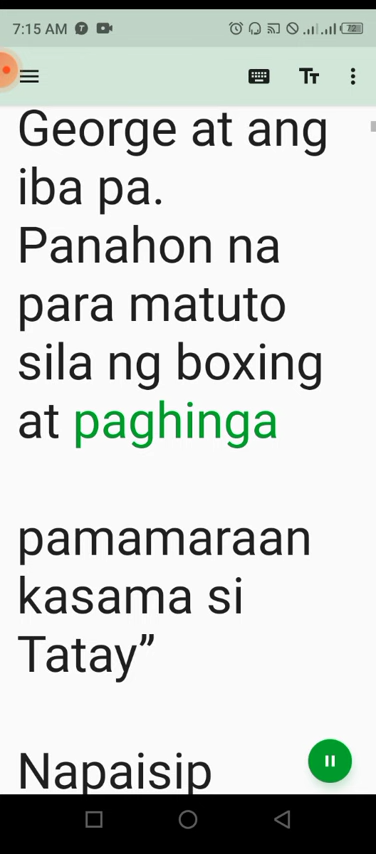 7:15 AM
72
George at ang
iba pa.
Panahon na
para matuto
sila ng boxing
at paghinga
pamamaraan
kasama si
Tatay”
Napaisip